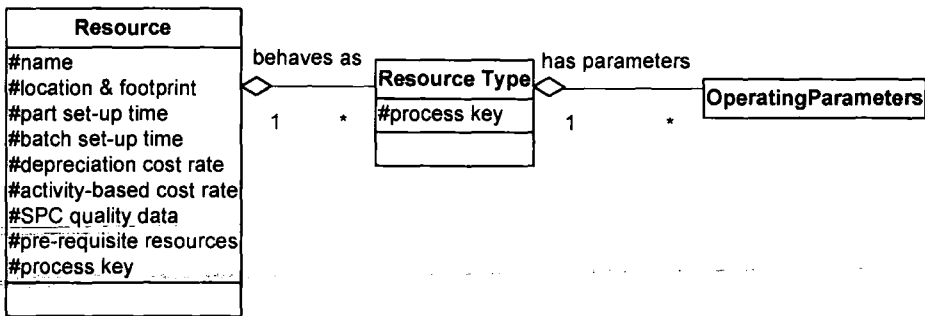 Resource
#name
#location & footprint
#part set-up time
#batch set-up time
#depreciation cost rate
#activity-based cost rate
#SPC quality data
#pre-requisite resources
#process key
behaves as
1 *
Resource Type
#process key
has parameters
1 *
OperatingParameters